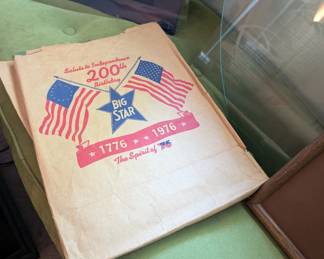 Salute to Independence
200th
Birthday
BIG
STAR
★ 1776 ★ 1976 ★
The Spirit of '76